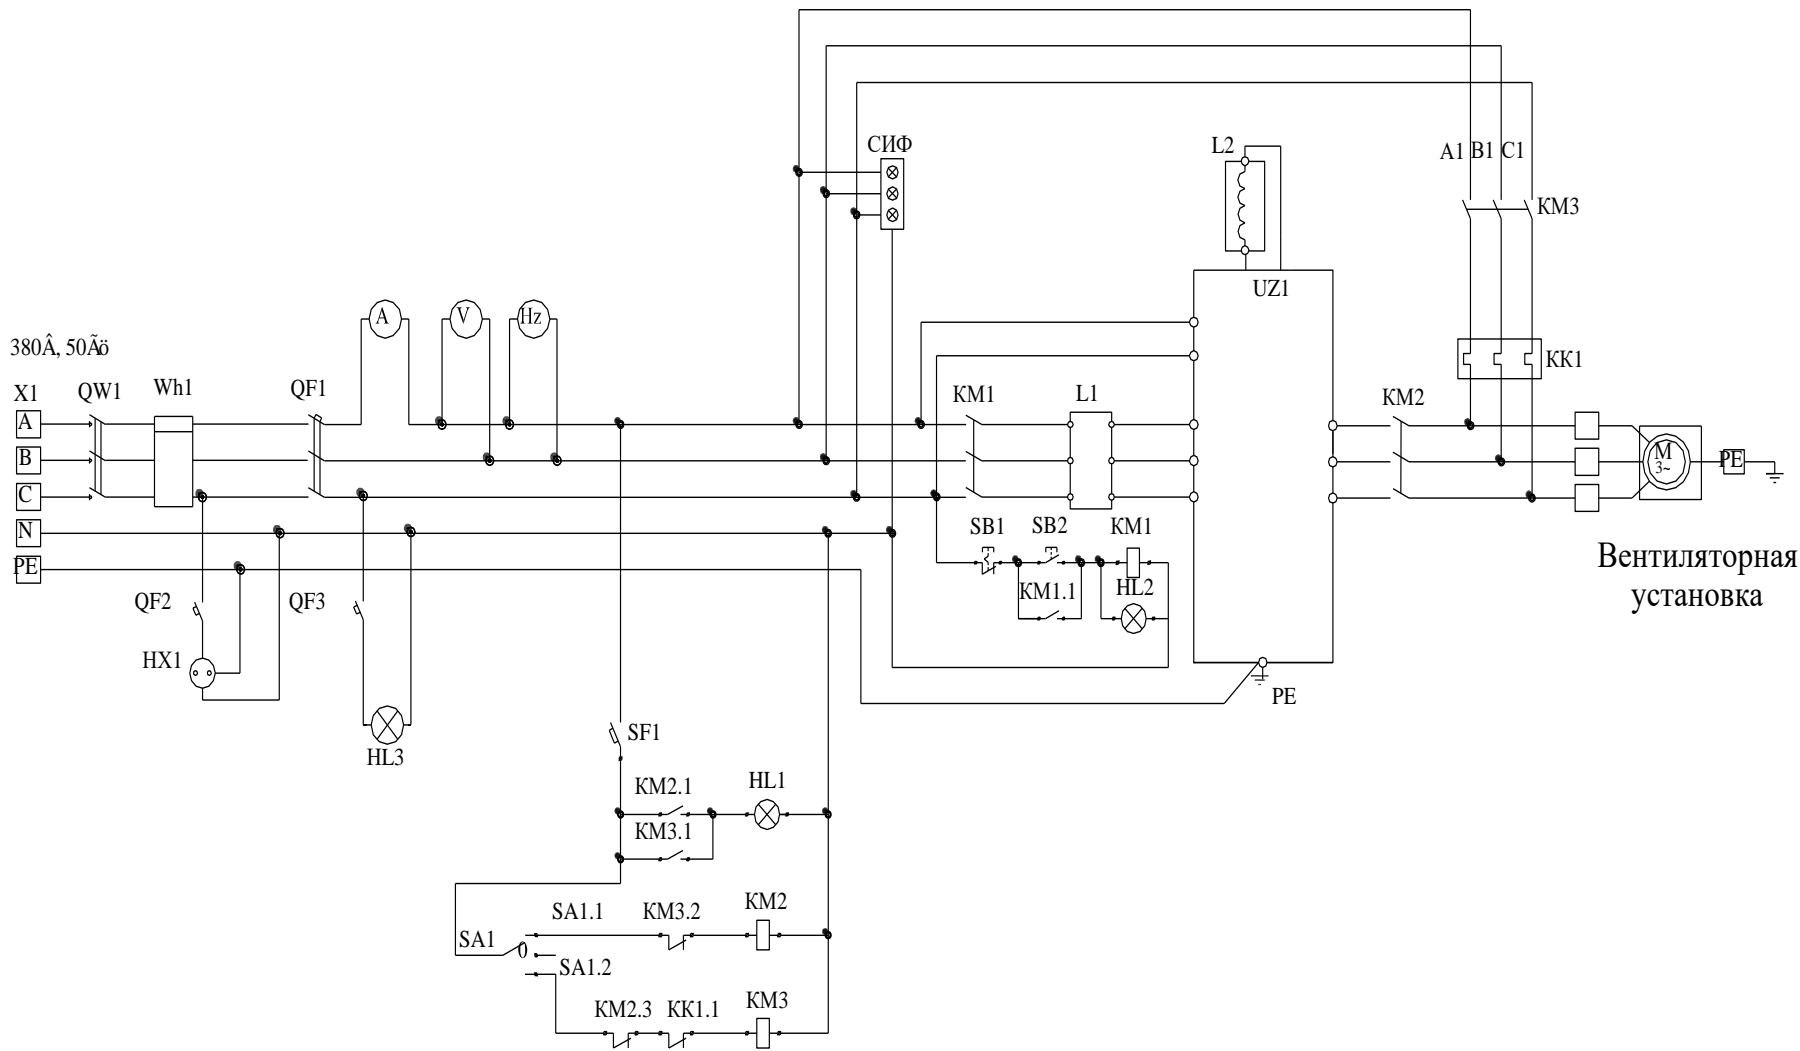 СИФ
L2
A1
B1
C1
KM3
UZ1
A
V
Hz
380Â, 50Ãö
X1
QW1
Wh1
QF1
KM1
L1
KK1
KM2
A
B
C
N
PE
M
3~
PE
SB1
SB2
KM1
KM1.1
HL2
Вентиляторная
установка
QF2
QF3
HX1
PE
HL3
SF1
KM2.1
HL1
KM3.1
SA1.1
KM3.2
KM2
SA1
0
SA1.2
KM2.3
KK1.1
KM3